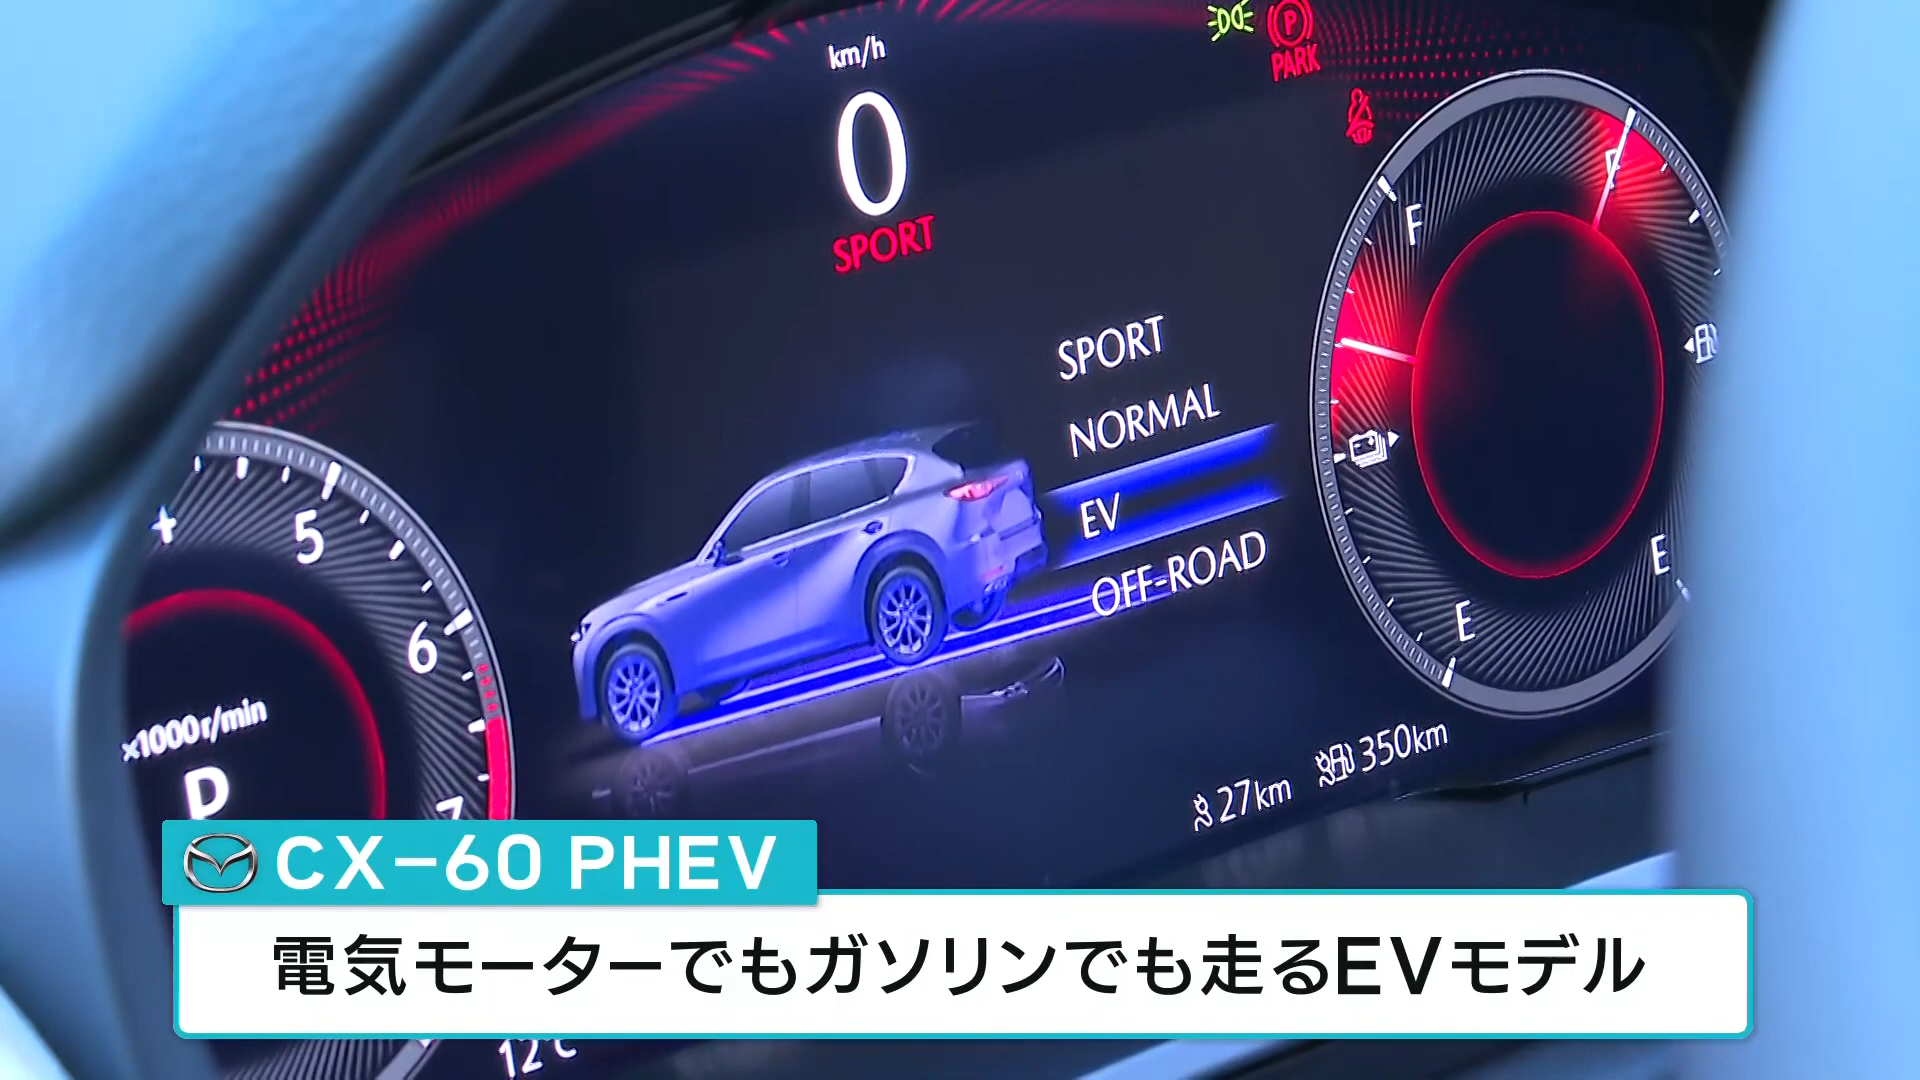 km/h
0
SPORT
PARK
SPORT
NORMAL
EV
OFF-ROAD
F
F
E
E
5
6
7
×1000r/min
P
27km
350km
CX-60 PHEV
電気モーターでもガソリンでも走るEVモデル
12℃